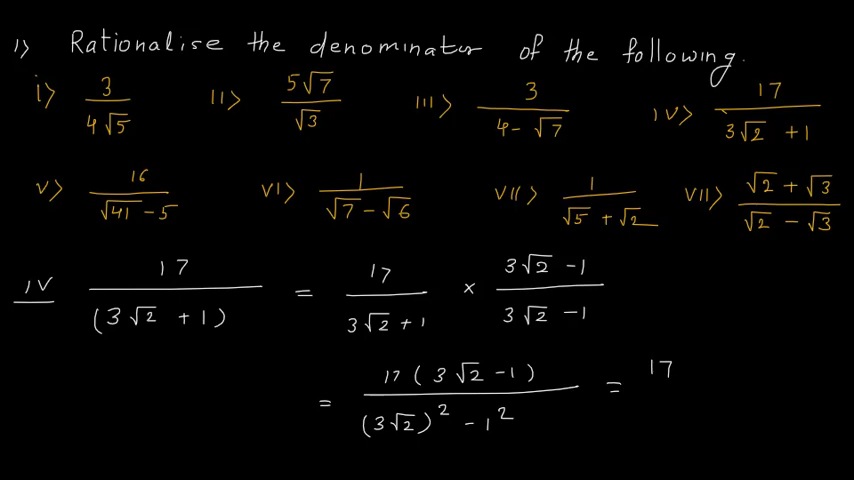 1> Rationalise the denominator of the following.
i> 3/(4√5) II> 5√7/√3 III> 3/(4-√7) IV> 17/(3√2 +1)
V> 16/(√41 -5) VI> 1/(√7-√6) VII> 1/(√5 +√2) VII> (√2 + √3)/(√2 - √3)
IV 17/(3√2 +1) = 17/(3√2+1) × (3√2 -1)/(3√2 -1)
= 17(3√2 -1)/((3√2)² - 1²) = 17